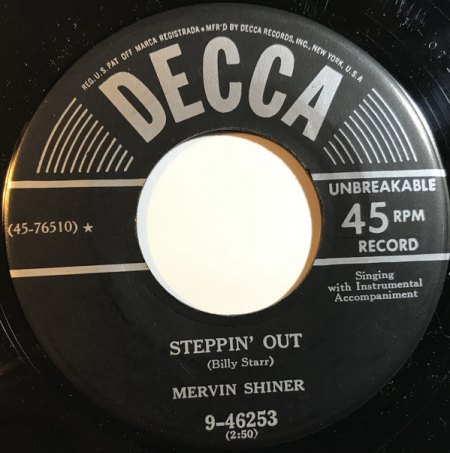 REG. U.S. PAT. OFF. MARCA REGISTRADA • MF'R'D BY DECCA RECORDS, INC., NEW YORK, U.S.A.
DECCA
UNBREAKABLE
(45-76510) ★
45 RPM
RECORD
Singing
with Instrumental
Accompaniment
STEPPIN' OUT
(Billy Starr)
MERVIN SHINER
9-46253
(2:50)